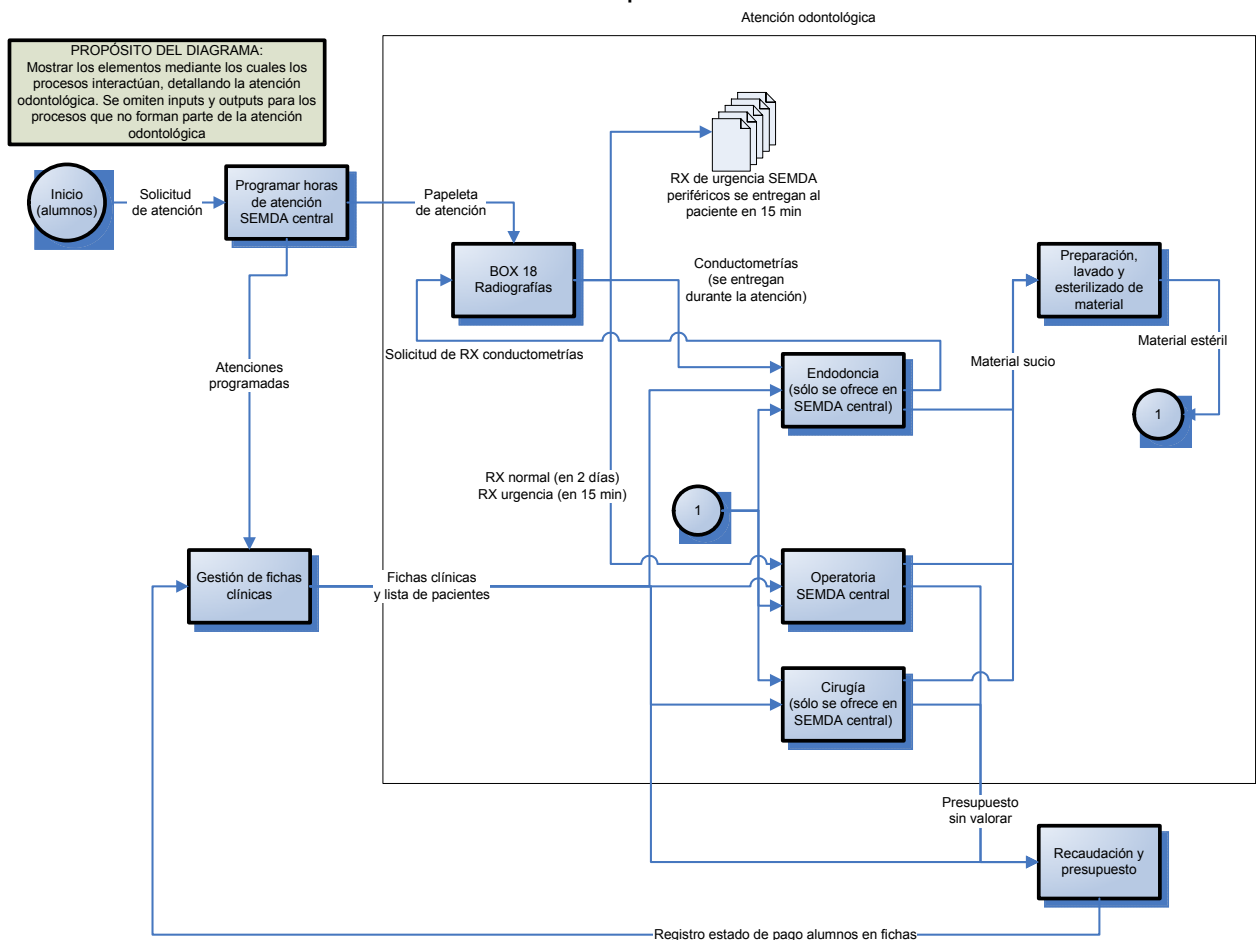 Atención odontológica
PROPÓSITO DEL DIAGRAMA:
Mostrar los elementos mediante los cuales los
procesos interactúan, detallando la atención
odontológica. Se omiten inputs y outputs para los
procesos que no forman parte de la atención
odontológica
Inicio
(alumnos)
Solicitud
de atención
Programar horas
de atención
SEMDA central
Papeleta
de atención
RX de urgencia SEMDA
periféricos se entregan al
paciente en 15 min
BOX 18
Radiografías
Conductometrías
(se entregan
durante la atención)
Preparación,
lavado y
esterilizado de
material
Material estéril
Solicitud de RX conductometrías
Atenciones
programadas
Endodoncia
(sólo se ofrece en
SEMDA central)
Material sucio
1
RX normal (en 2 días)
RX urgencia (en 15 min)
1
Gestión de fichas
clínicas
Fichas clínicas
y lista de pacientes
Operatoria
SEMDA central
Cirugía
(sólo se ofrece en
SEMDA central)
Presupuesto
sin valorar
Recaudación y
presupuesto
Registro estado de pago alumnos en fichas